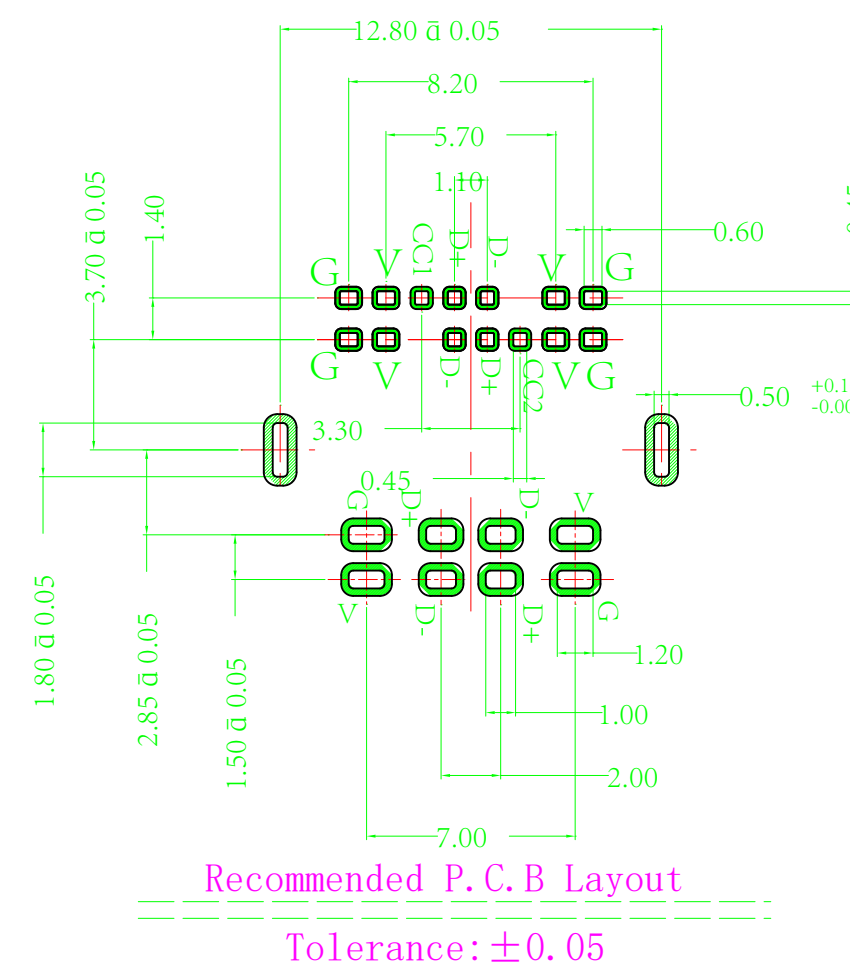 12.80 ā 0.05
8.20
5.70
1.10
3.70 ā 0.05
1.40
0.60
G V CC1 D+ D- V G
G V D- D+ CC2 V G
0.50 +0.1
3.30
0.45
G D+ D- V
V D- D+ G
1.80 ā 0.05
2.85 ā 0.05
1.50 ā 0.05
1.20
1.00
2.00
7.00
Recommended P.C.B Layout
Tolerance:±0.05